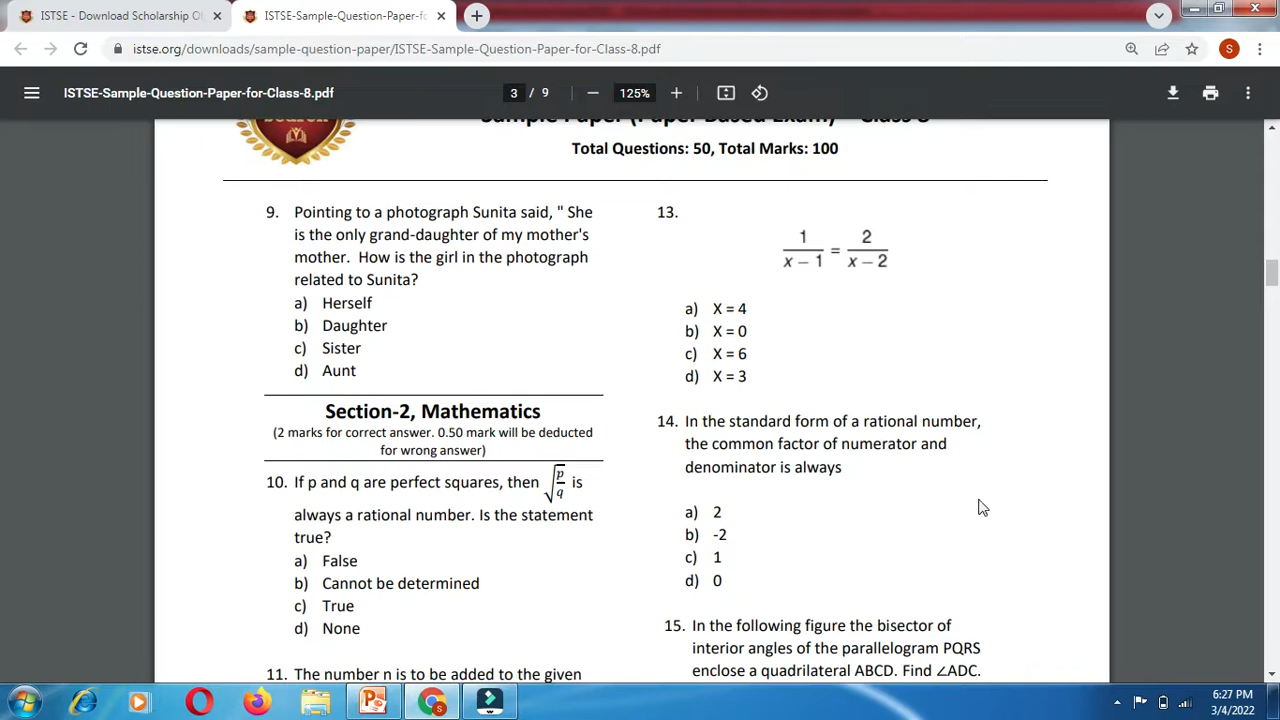 ISTSE - Download Scholarship Ol
ISTSE-Sample-Question-Paper-fo
istse.org/downloads/sample-question-paper/ISTSE-Sample-Question-Paper-for-Class-8.pdf
S
ISTSE-Sample-Question-Paper-for-Class-8.pdf
3 / 9
125%
Sample Paper (Paper Based Exam) - Class 8
Total Questions: 50, Total Marks: 100
9. Pointing to a photograph Sunita said, " She
is the only grand-daughter of my mother's
mother. How is the girl in the photograph
related to Sunita?
a) Herself
b) Daughter
c) Sister
d) Aunt
Section-2, Mathematics
(2 marks for correct answer. 0.50 mark will be deducted
for wrong answer)
10. If p and q are perfect squares, then √p/q is
always a rational number. Is the statement
true?
a) False
b) Cannot be determined
c) True
d) None
11. The number n is to be added to the given
13.
1/(x – 1) = 2/(x – 2)
a) X = 4
b) X = 0
c) X = 6
d) X = 3
14. In the standard form of a rational number,
the common factor of numerator and
denominator is always
a) 2
b) -2
c) 1
d) 0
15. In the following figure the bisector of
interior angles of the parallelogram PQRS
enclose a quadrilateral ABCD. Find ∠ADC.
6:27 PM
3/4/2022